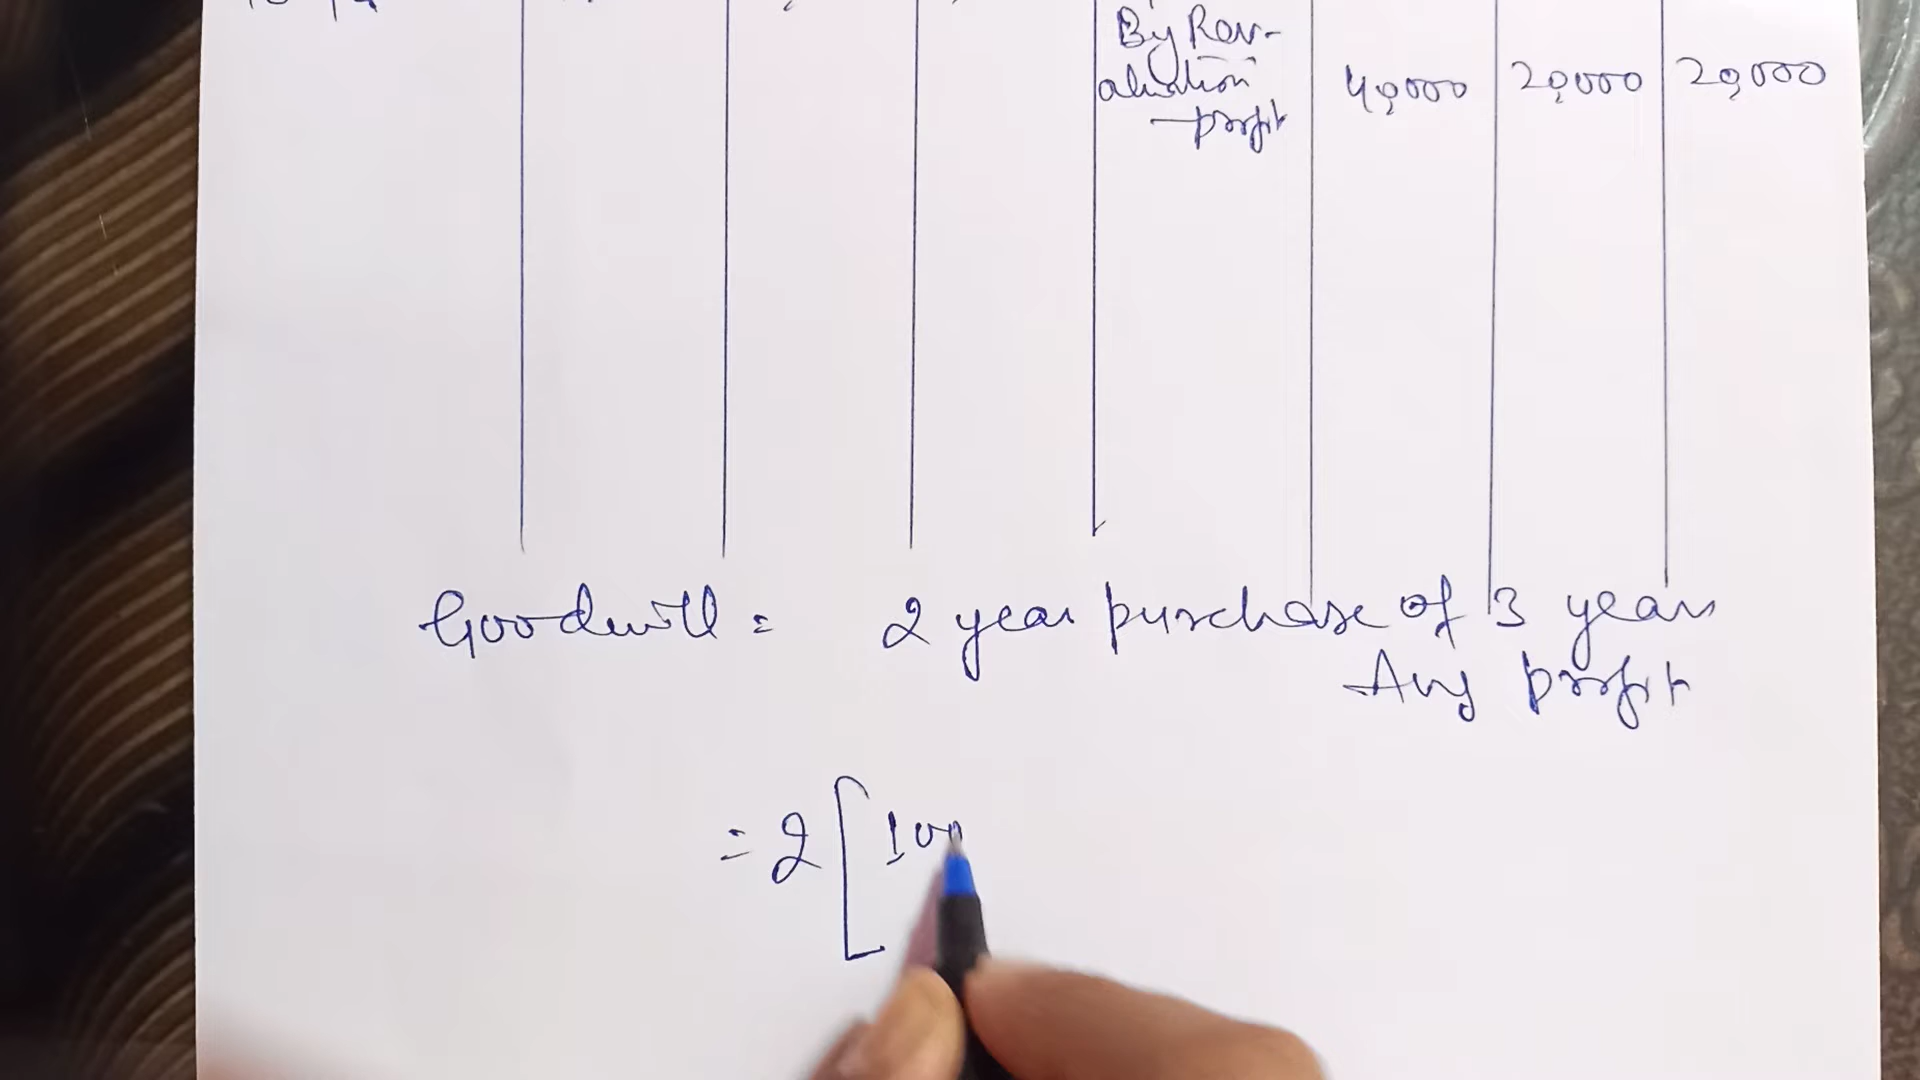 By Rev-
aluation 40,000 20,000 20,000
-profit
Goodwill = 2 year purchase of 3 years
Avg profit
= 2 [ 100